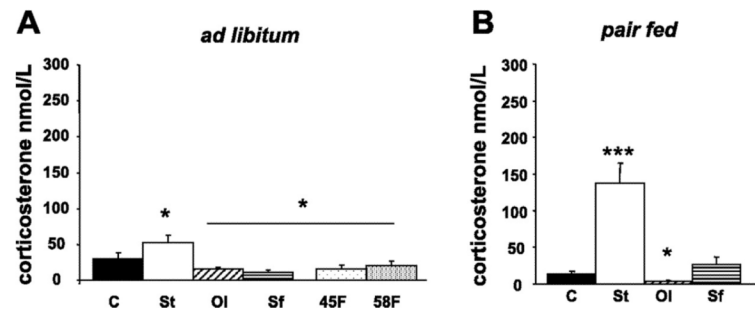 A
ad libitum
corticosterone nmol/L
300
250
200
150
100
50
0
*
*
C St Ol Sf 45F 58F
B
pair fed
corticosterone nmol/L
300
250
200
150
100
50
0
***
*
C St Ol Sf